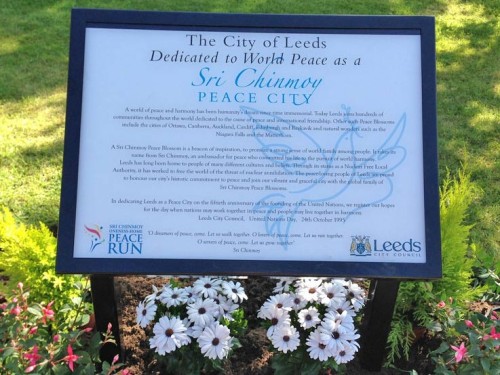 The City of Leeds
Dedicated to World Peace as a
Sri Chinmoy
PEACE CITY
A world of peace and harmony has been humanity's dream since time immemorial. Today Leeds joins hundreds of
communities throughout the world dedicated to the cause of peace and international friendship. Other such Peace Blossoms
include the cities of Ottawa, Canberra, Auckland, Cardiff, Edinburgh and and natural wonders such as the
Niagara Falls and the Matterhorn.
A Sri Chinmoy Peace Blossom is a beacon of inspiration, to promote a strong sense of world family among people. It takes its
name from Sri Chinmoy, an ambassador for peace who in the potency of world harmony.
Leeds has long been home to people of many different cultures and beliefs. Through its status as a Nuclear Free Local
Authority, it has worked to free the world of the threat of nuclear annihilation. The peace-loving people of Leeds are proud
to honour our city's historic commitment to peace and join our vibrant and peaceful city with the global family of
Sri Chinmoy Peace Blossoms.
In dedicating Leeds as a Peace City on the fiftieth anniversary of the founding of the United Nations, we register our hopes
for the day when nations may work together in peace and people may live together in harmony.
Leeds City Council, United Nations Day, 24th October 1995
SRI CHINMOY
ONENESS-HOME
PEACE
RUN
'O dreamers of peace, come. Let us walk together. O lovers of peace, come. Let us run together.
O servers of peace, come. Let us grow together.'
Sri Chinmoy
Leeds
CITY COUNCIL